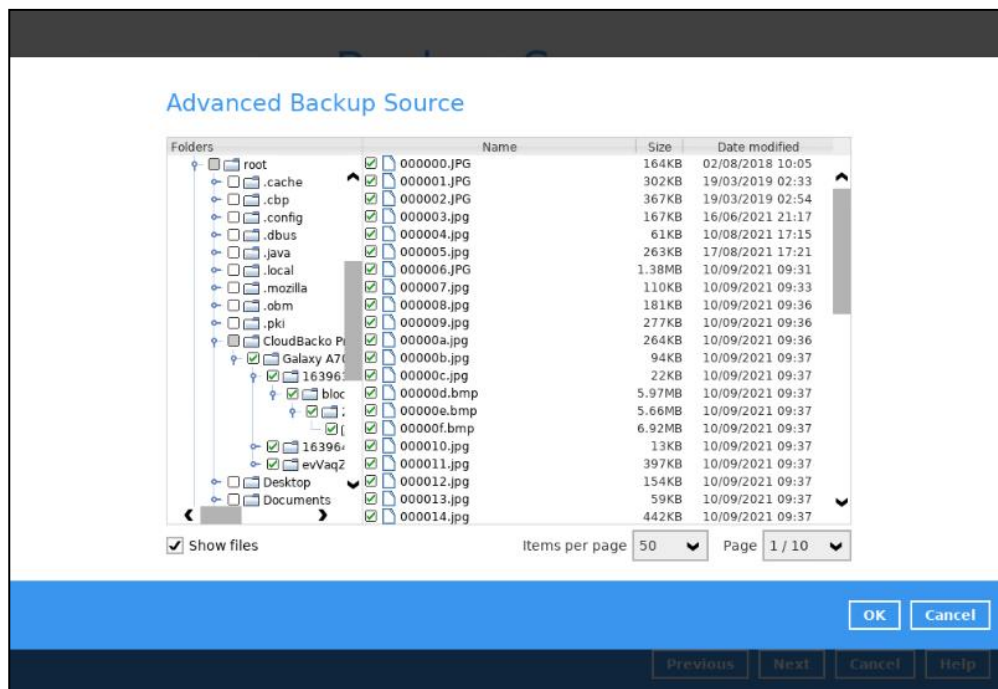 Advanced Backup Source
Folders Name Size Date modified
root 000000.JPG 164KB 02/08/2018 10:05
.cache 000001.JPG 302KB 19/03/2019 02:33
.cbp 000002.JPG 367KB 19/03/2019 02:54
.config 000003.jpg 167KB 16/06/2021 21:17
.dbus 000004.jpg 61KB 10/08/2021 17:15
.java 000005.jpg 263KB 17/08/2021 17:21
.local 000006.JPG 1.38MB 10/09/2021 09:31
.mozilla 000007.jpg 110KB 10/09/2021 09:33
.obm 000008.jpg 181KB 10/09/2021 09:36
.pki 000009.jpg 277KB 10/09/2021 09:36
CloudBacko Pr 00000a.jpg 264KB 10/09/2021 09:36
Galaxy A70 00000b.jpg 94KB 10/09/2021 09:37
16396 00000c.jpg 22KB 10/09/2021 09:37
bloc 00000d.bmp 5.97MB 10/09/2021 09:37
00000e.bmp 5.66MB 10/09/2021 09:37
00000f.bmp 6.92MB 10/09/2021 09:37
16396 000010.jpg 13KB 10/09/2021 09:37
evVaqZ 000011.jpg 397KB 10/09/2021 09:37
Desktop 000012.jpg 154KB 10/09/2021 09:37
Documents 000013.jpg 59KB 10/09/2021 09:37
000014.jpg 442KB 10/09/2021 09:37
Show files Items per page 50 Page 1 / 10
OK Cancel
Previous Next Cancel Help